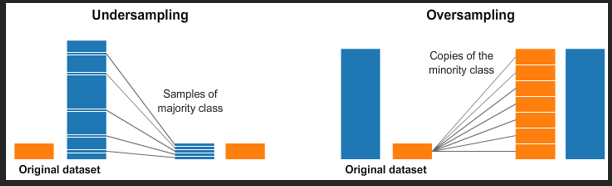 Undersampling
Samples of
majority class
Original dataset
Oversampling
Copies of the
minority class
Original dataset